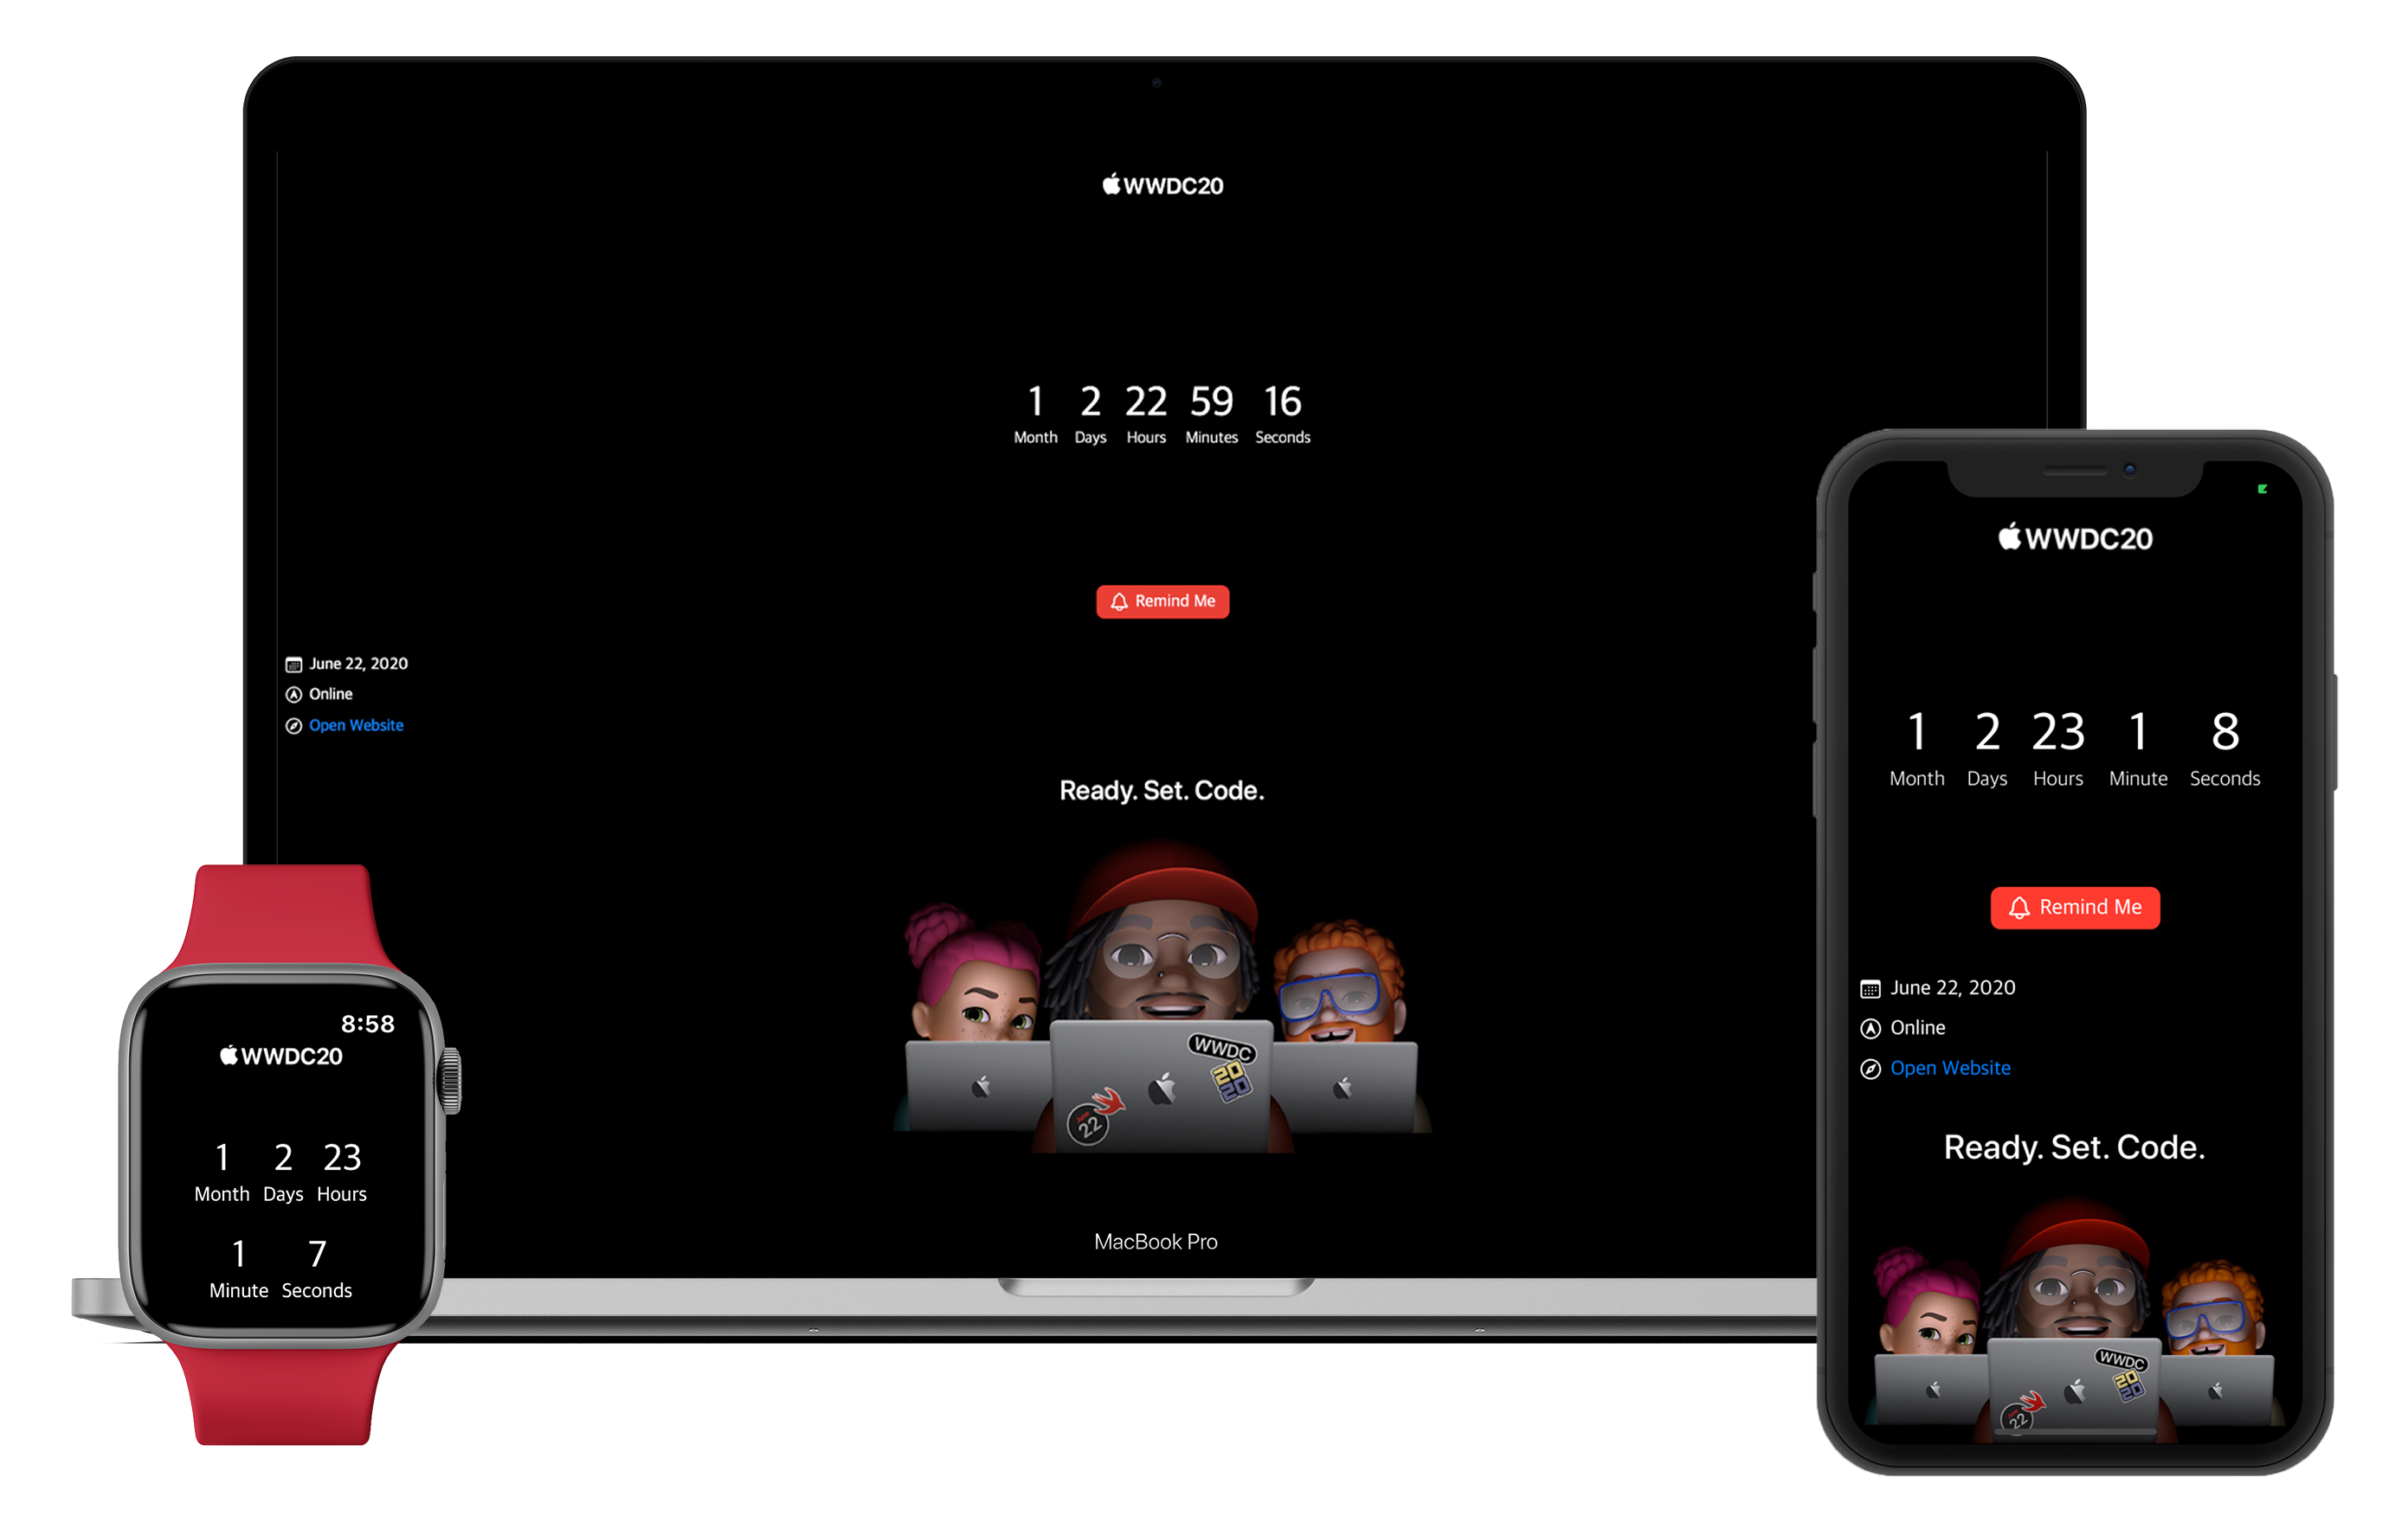 WWDC20
1 2 22 59 16
Month Days Hours Minutes Seconds
Remind Me
June 22, 2020
Online
Open Website
Ready. Set. Code.
WWDC
20
20
June
22
MacBook Pro
8:58
WWDC20
1 2 23
Month Days Hours
1 7
Minute Seconds
WWDC20
1 2 23 1 8
Month Days Hours Minute Seconds
Remind Me
June 22, 2020
Online
Open Website
Ready. Set. Code.
WWDC
20
20
June
22